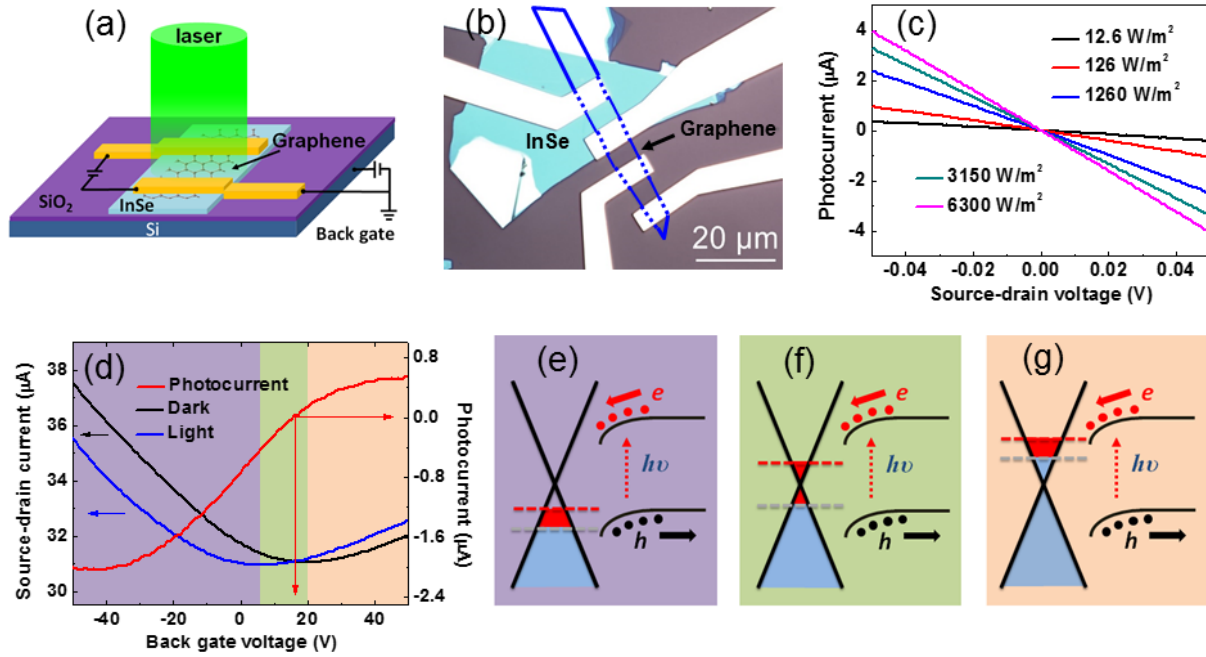 (a)
laser
Graphene
SiO2
InSe
Si
Back gate
(b)
InSe
Graphene
20 µm
(c)
Photocurrent (µA)
4
2
0
-2
-4
12.6 W/m²
126 W/m²
1260 W/m²
3150 W/m²
6300 W/m²
-0.04 -0.02 0.00 0.02 0.04
Source-drain voltage (V)
(d)
Source-drain current (µA)
38
37
36
34
33
32
31
30
Photocurrent
Dark
Light
0.8
0.0
-0.8
-1.6
-2.4
Photocurrent (µA)
-40 -20 0 20 40
Back gate voltage (V)
(e)
e
hυ
h
(f)
e
hυ
h
(g)
e
hυ
h